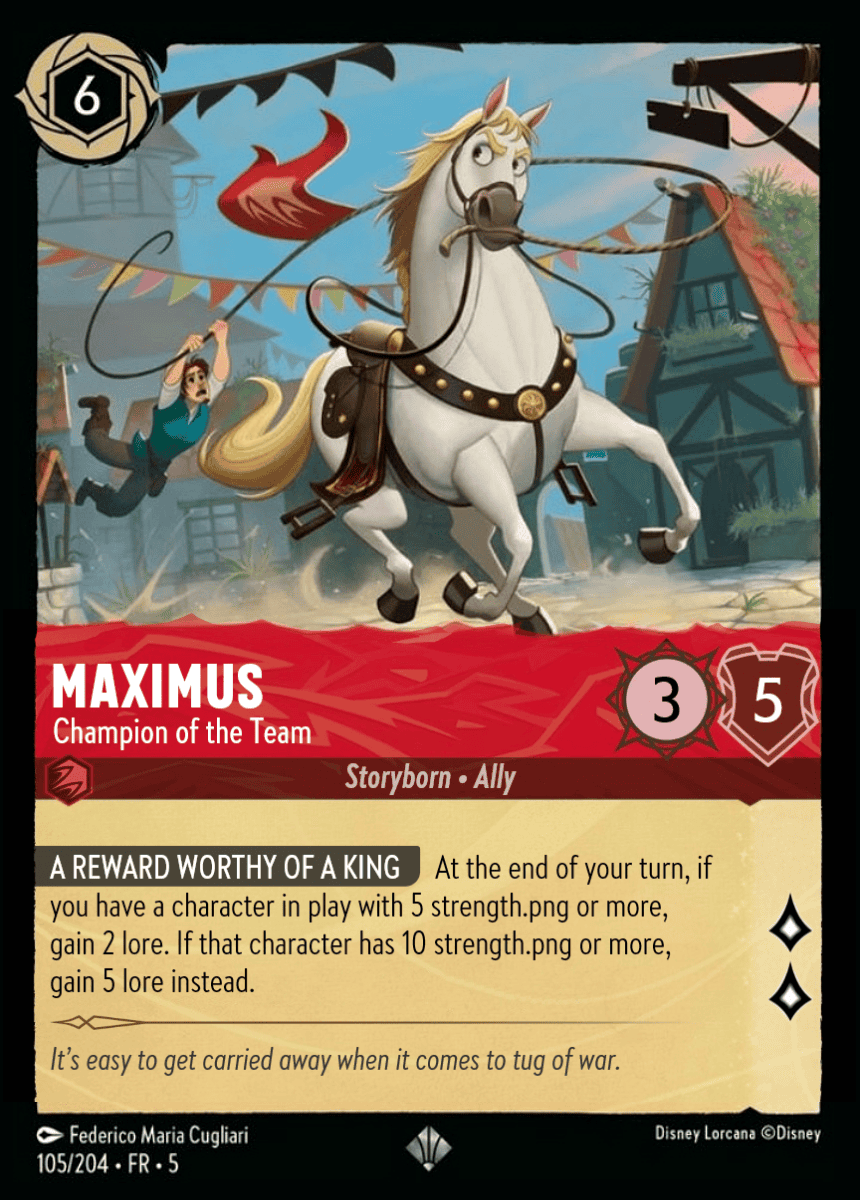 6
MAXIMUS
Champion of the Team
3
5
Storyborn • Ally
A REWARD WORTHY OF A KING At the end of your turn, if
you have a character in play with 5 strength.png or more,
gain 2 lore. If that character has 10 strength.png or more,
gain 5 lore instead.
It's easy to get carried away when it comes to tug of war.
Federico Maria Cugliari
Disney Lorcana ©Disney
105/204 • FR • 5